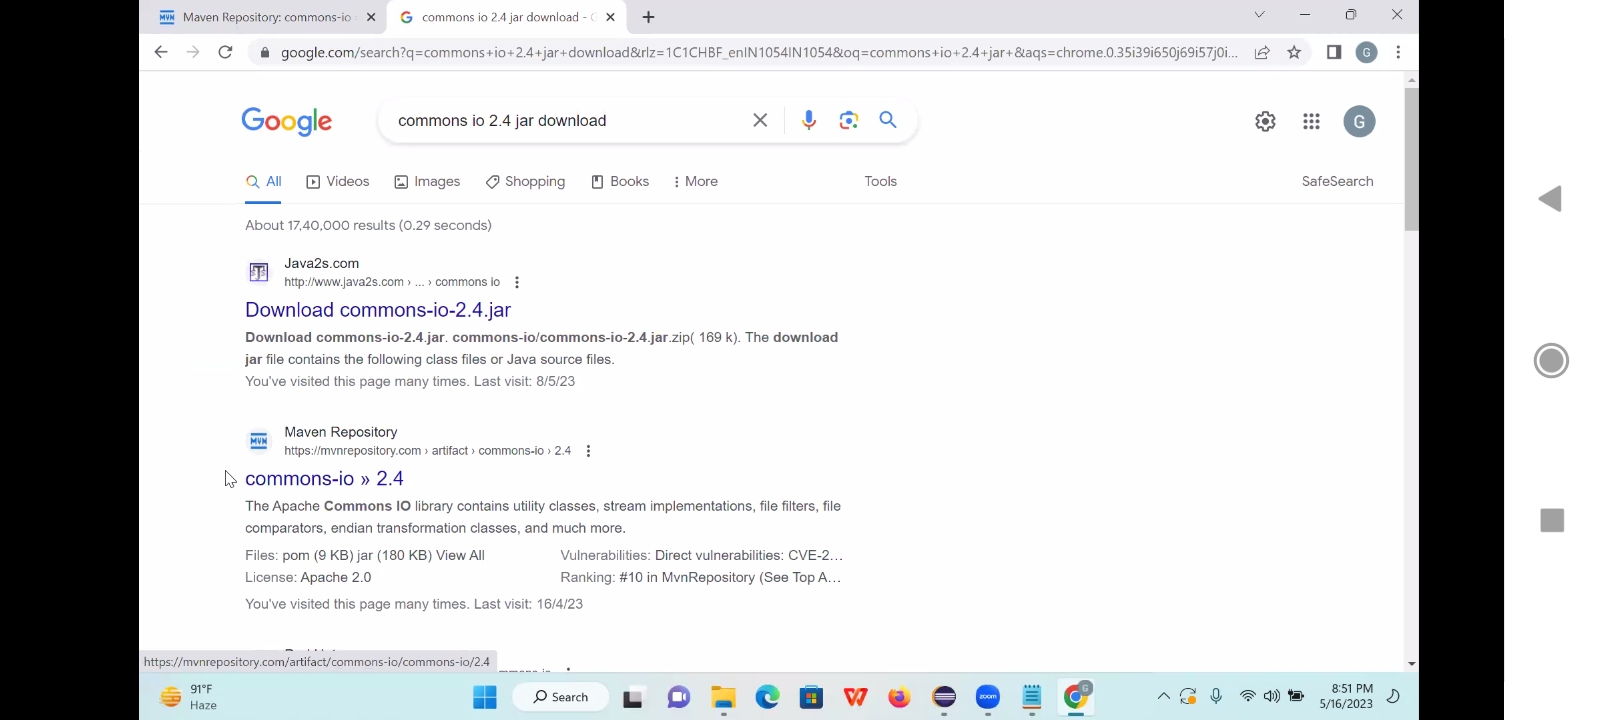 Maven Repository: commons-io
commons io 2.4 jar download -
google.com/search?q=commons+io+2.4+jar+download&rlz=1C1CHBF_enIN1054IN1054&oq=commons+io+2.4+jar+&aqs=chrome.0.35i39i650j69i57j0i...
G
Google
commons io 2.4 jar download
G
All
Videos
Images
Shopping
Books
More
Tools
SafeSearch
About 17,40,000 results (0.29 seconds)
Java2s.com
http://www.java2s.com › ... › commons io
Download commons-io-2.4.jar
Download commons-io-2.4.jar. commons-io/commons-io-2.4.jar.zip( 169 k). The download
jar file contains the following class files or Java source files.
You've visited this page many times. Last visit: 8/5/23
MVN
Maven Repository
https://mvnrepository.com › artifact › commons-io › 2.4
commons-io » 2.4
The Apache Commons IO library contains utility classes, stream implementations, file filters, file
comparators, endian transformation classes, and much more.
Files: pom (9 KB) jar (180 KB) View All
Vulnerabilities: Direct vulnerabilities: CVE-2...
License: Apache 2.0
Ranking: #10 in MvnRepository (See Top A...
You've visited this page many times. Last visit: 16/4/23
https://mvnrepository.com/artifact/commons-io/commons-io/2.4
91°F
Haze
Search
zoom
G
8:51 PM
5/16/2023